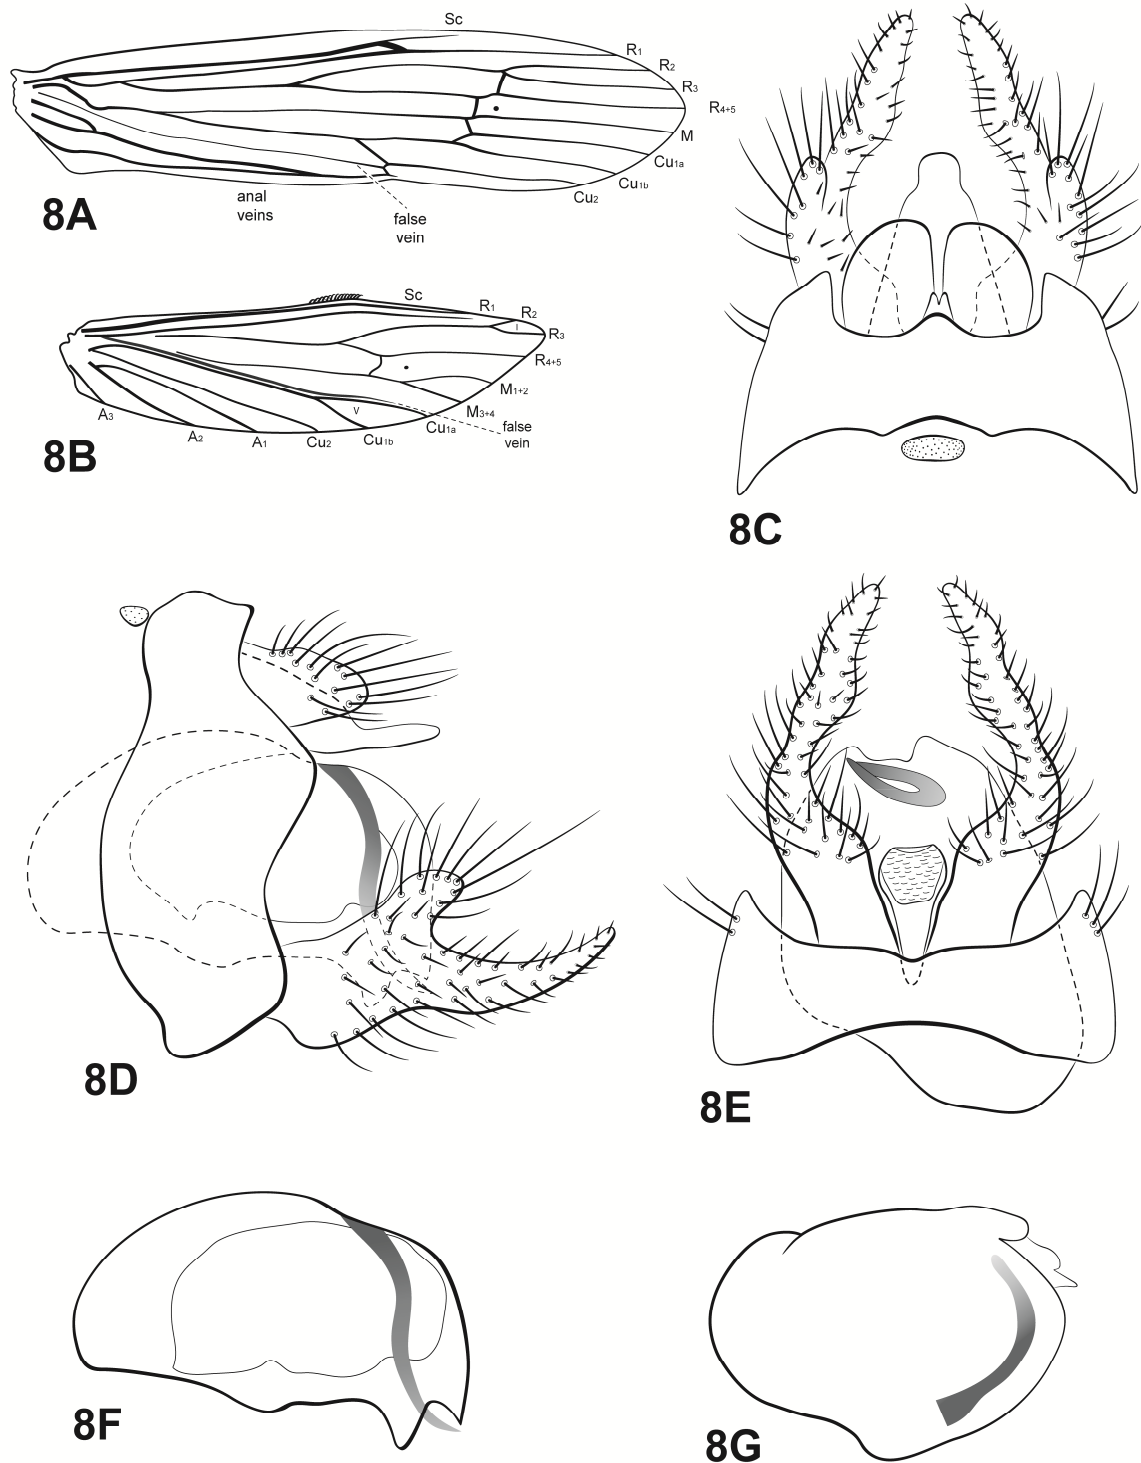 Sc
R1
R2
R3
R4+5
M
Cu1a
Cu1b
Cu2
anal
veins
false
vein
8A
Sc
R1
R2
I
R3
R4+5
M1+2
M3+4
Cu1a
Cu1b
Cu2
A1
A2
A3
V
false
vein
8B
8C
8D
8E
8F
8G